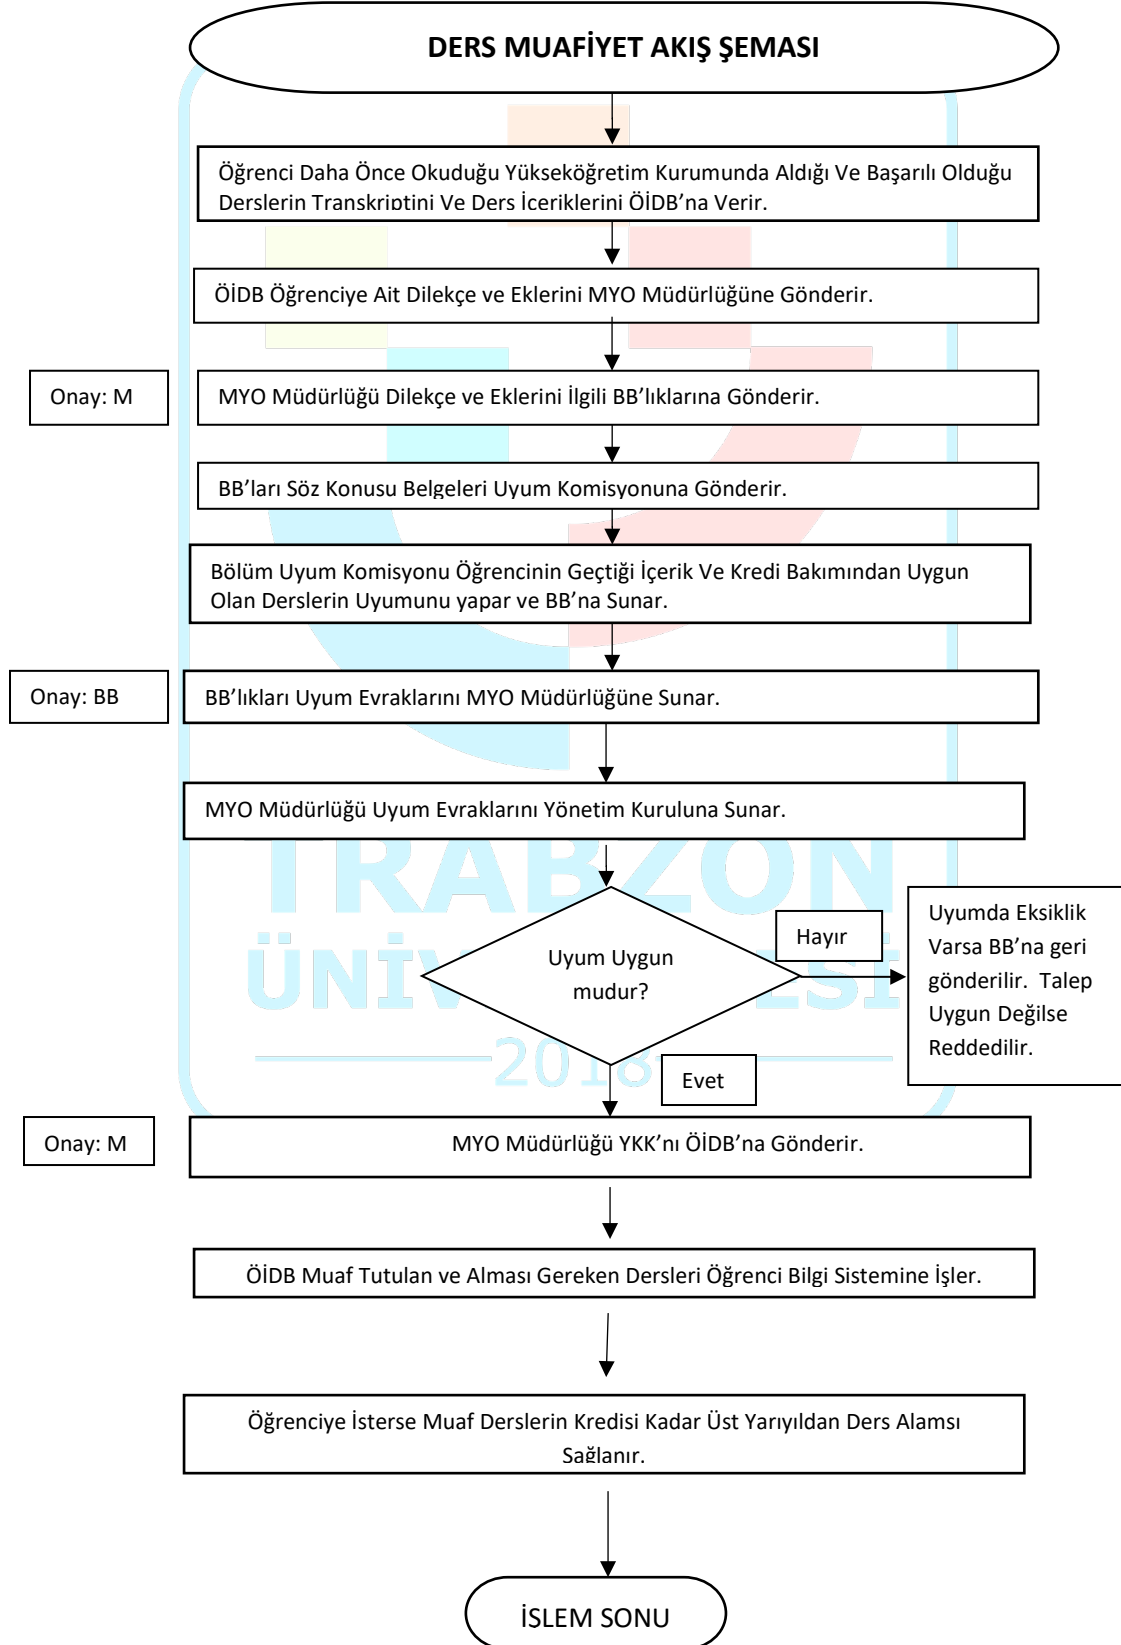 DERS MUAFİYET AKIŞ ŞEMASI
Öğrenci Daha Önce Okuduğu Yükseköğretim Kurumunda Aldığı Ve Başarılı Olduğu
Derslerin Transkriptini Ve Ders İçeriklerini ÖİDB’na Verir.
ÖİDB Öğrenciye Ait Dilekçe ve Eklerini MYO Müdürlüğüne Gönderir.
Onay: M
MYO Müdürlüğü Dilekçe ve Eklerini İlgili BB’lıklarına Gönderir.
BB’ları Söz Konusu Belgeleri Uyum Komisyonuna Gönderir.
Bölüm Uyum Komisyonu Öğrencinin Geçtiği İçerik Ve Kredi Bakımından Uygun
Olan Derslerin Uyumunu yapar ve BB’na Sunar.
Onay: BB
BB’lıkları Uyum Evraklarını MYO Müdürlüğüne Sunar.
MYO Müdürlüğü Uyum Evraklarını Yönetim Kuruluna Sunar.
TRABZON
ÜNİVERSİTESİ
2018
Uyum Uygun
mudur?
Hayır
Uyumda Eksiklik
Varsa BB’na geri
gönderilir. Talep
Uygun Değilse
Reddedilir.
Evet
Onay: M
MYO Müdürlüğü YKK’nı ÖİDB’na Gönderir.
ÖİDB Muaf Tutulan ve Alması Gereken Dersleri Öğrenci Bilgi Sistemine İşler.
Öğrenciye İsterse Muaf Derslerin Kredisi Kadar Üst Yarıyıldan Ders Alamsı
Sağlanır.
İŞLEM SONU